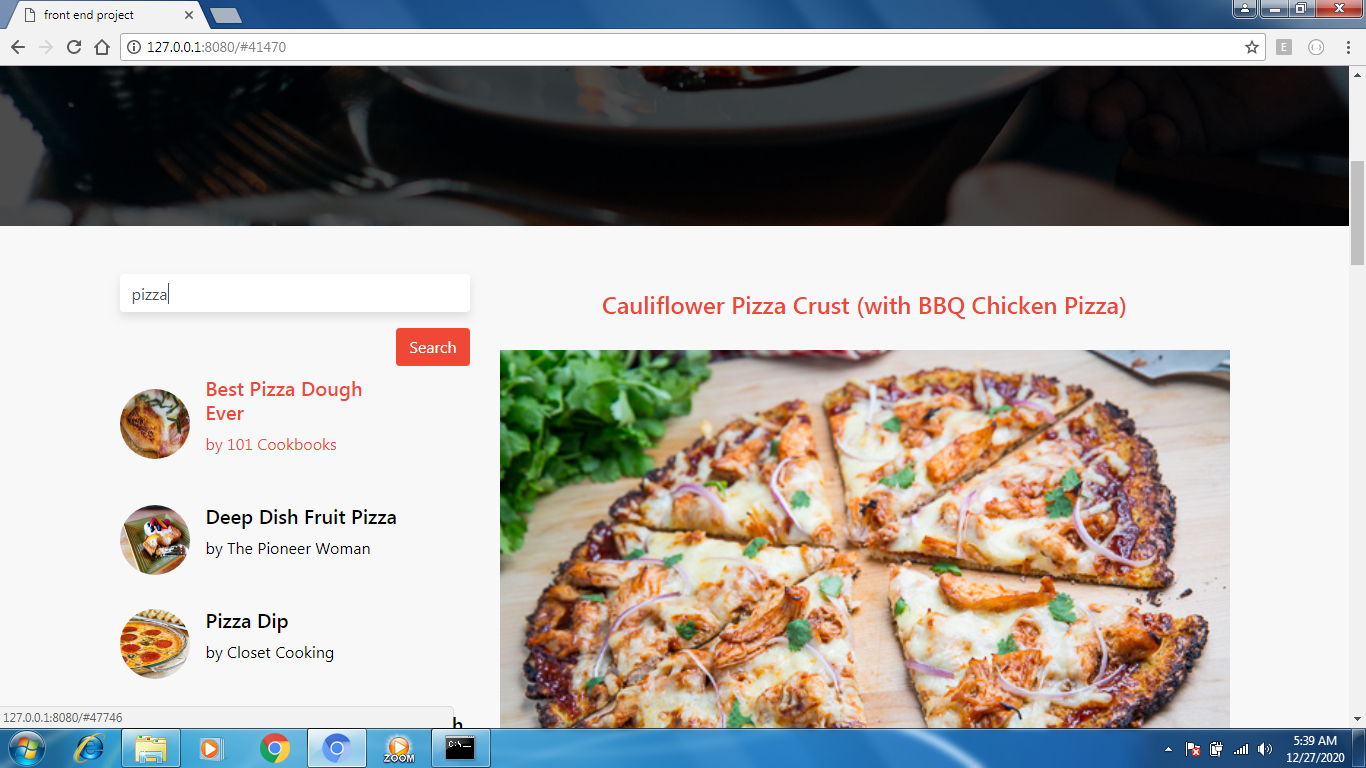 front end project
127.0.0.1:8080/#41470
E
pizza
Search
Best Pizza Dough
Ever
by 101 Cookbooks
Deep Dish Fruit Pizza
by The Pioneer Woman
Pizza Dip
by Closet Cooking
Cauliflower Pizza Crust (with BBQ Chicken Pizza)
127.0.0.1:8080/#47746
C:\
ZOOM
5:39 AM
12/27/2020